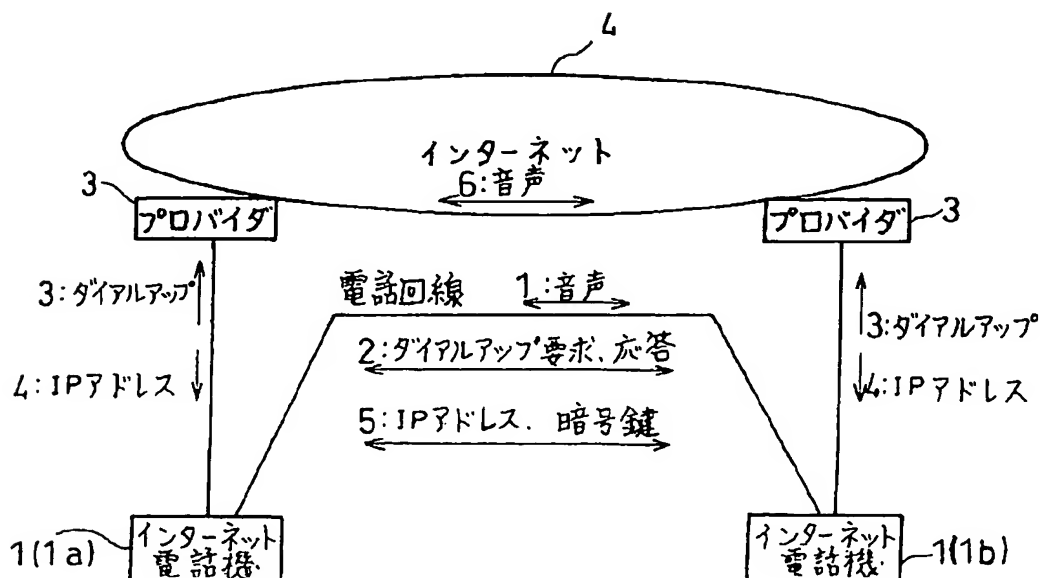 4
インターネット
6:音声
3
プロバイダ
プロバイダ
3
3:ダイアルアップ
電話回線
1:音声
3:ダイアルアップ
2:ダイアルアップ要求、応答
4:IPアドレス
4:IPアドレス
5:IPアドレス、暗号鍵
1(1a)
インターネット
電話機
インターネット
電話機
1(1b)